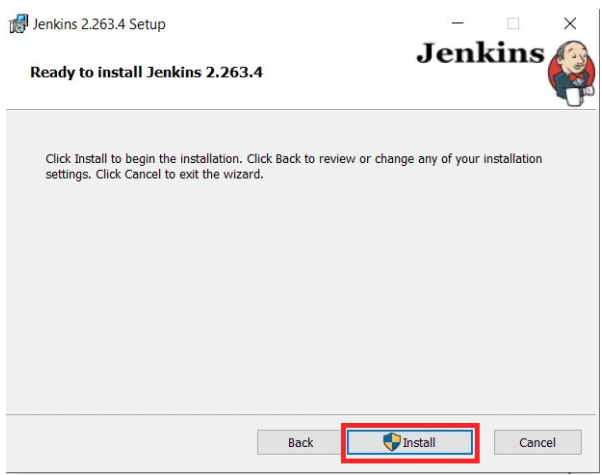 Jenkins 2.263.4 Setup
Jenkins
Ready to install Jenkins 2.263.4
Click Install to begin the installation. Click Back to review or change any of your installation
settings. Click Cancel to exit the wizard.
Back
Install
Cancel